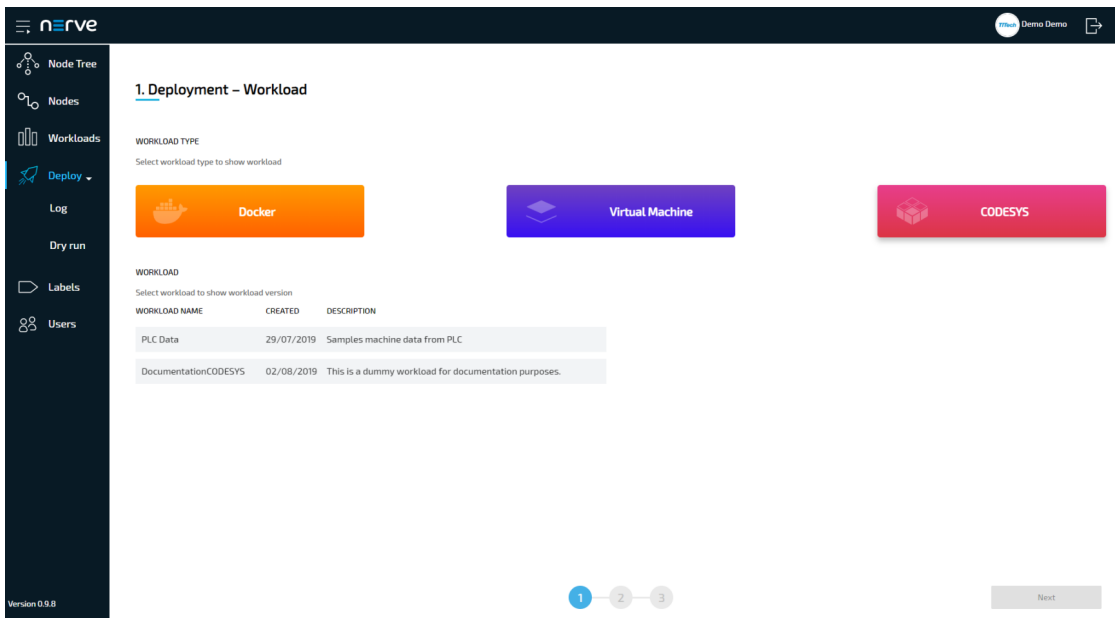 nerve
TTTech Demo Demo
Node Tree
Nodes
Workloads
Deploy
Log
Dry run
Labels
Users
Version 0.9.8
1. Deployment – Workload
WORKLOAD TYPE
Select workload type to show workload
Docker Virtual Machine CODESYS
WORKLOAD
Select workload to show workload version
WORKLOAD NAME CREATED DESCRIPTION
PLC Data 29/07/2019 Samples machine data from PLC
DocumentationCODESYS 02/08/2019 This is a dummy workload for documentation purposes.
1 2 3
Next